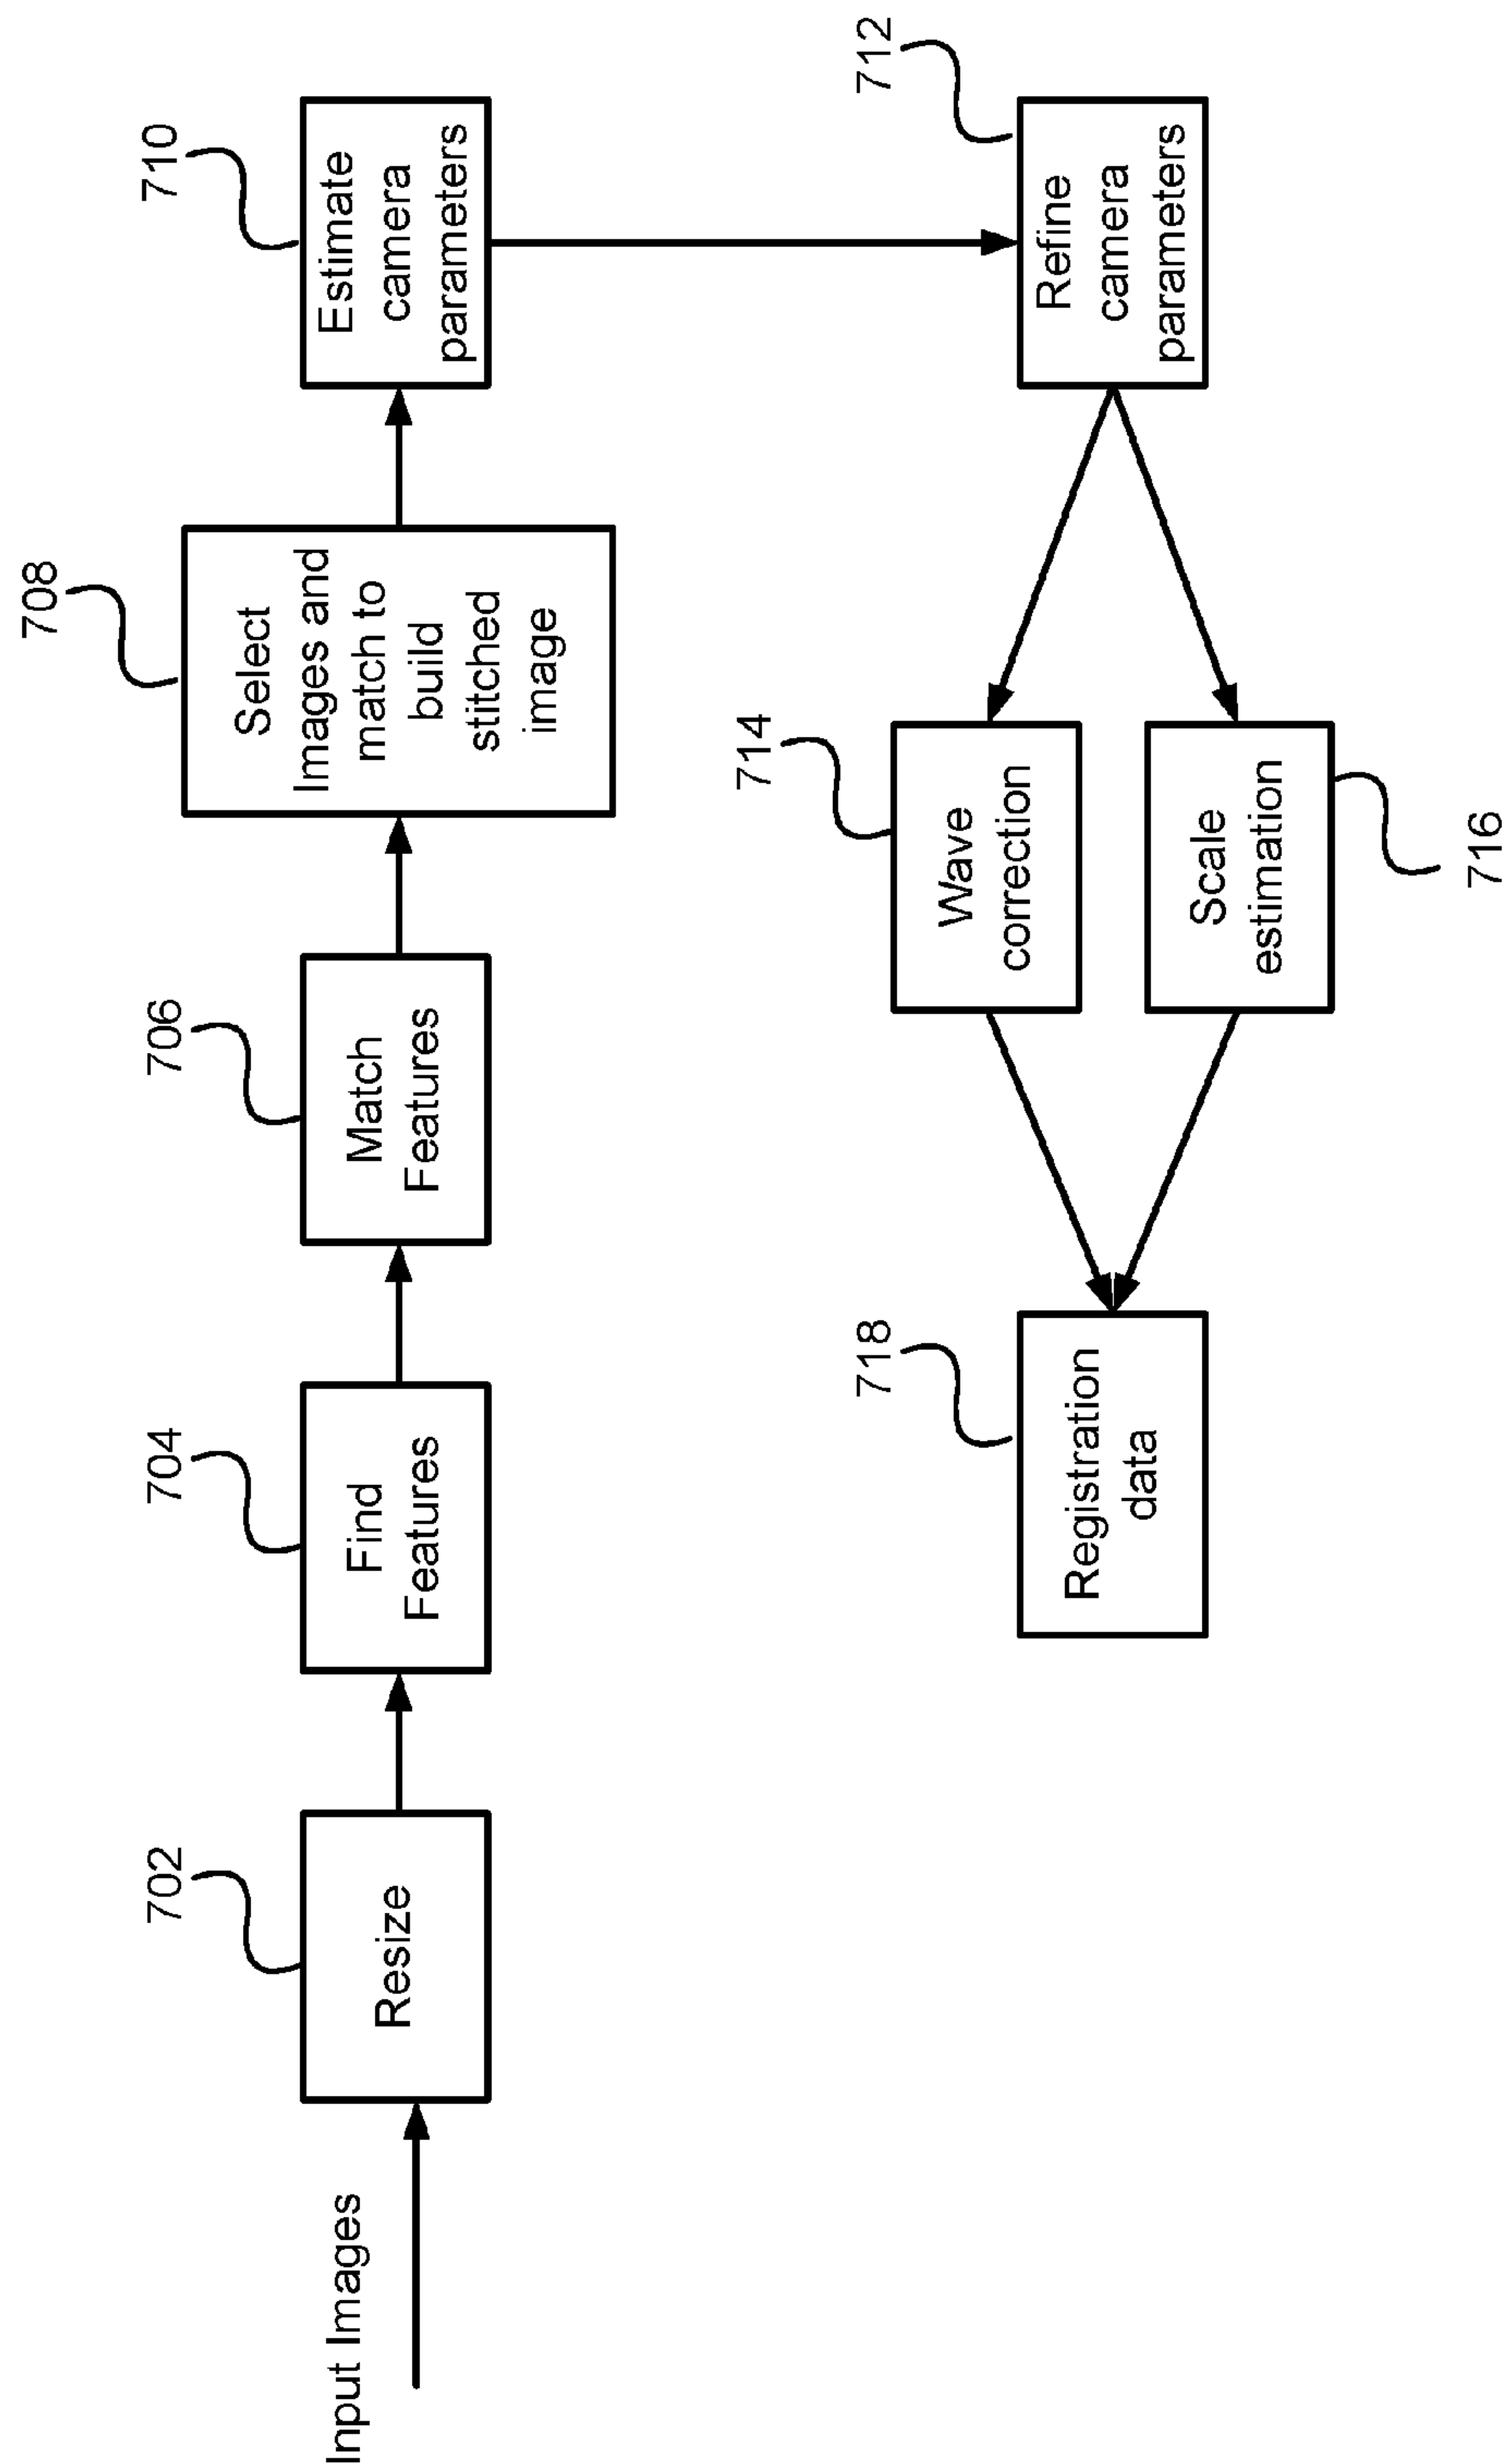 Input Images
702
Resize
704
Find
Features
706
Match
Features
708
Select
Images and
match to
build
stitched
image
710
Estimate
camera
parameters
712
Refine
camera
parameters
714
Wave
correction
716
Scale
estimation
718
Registration
data